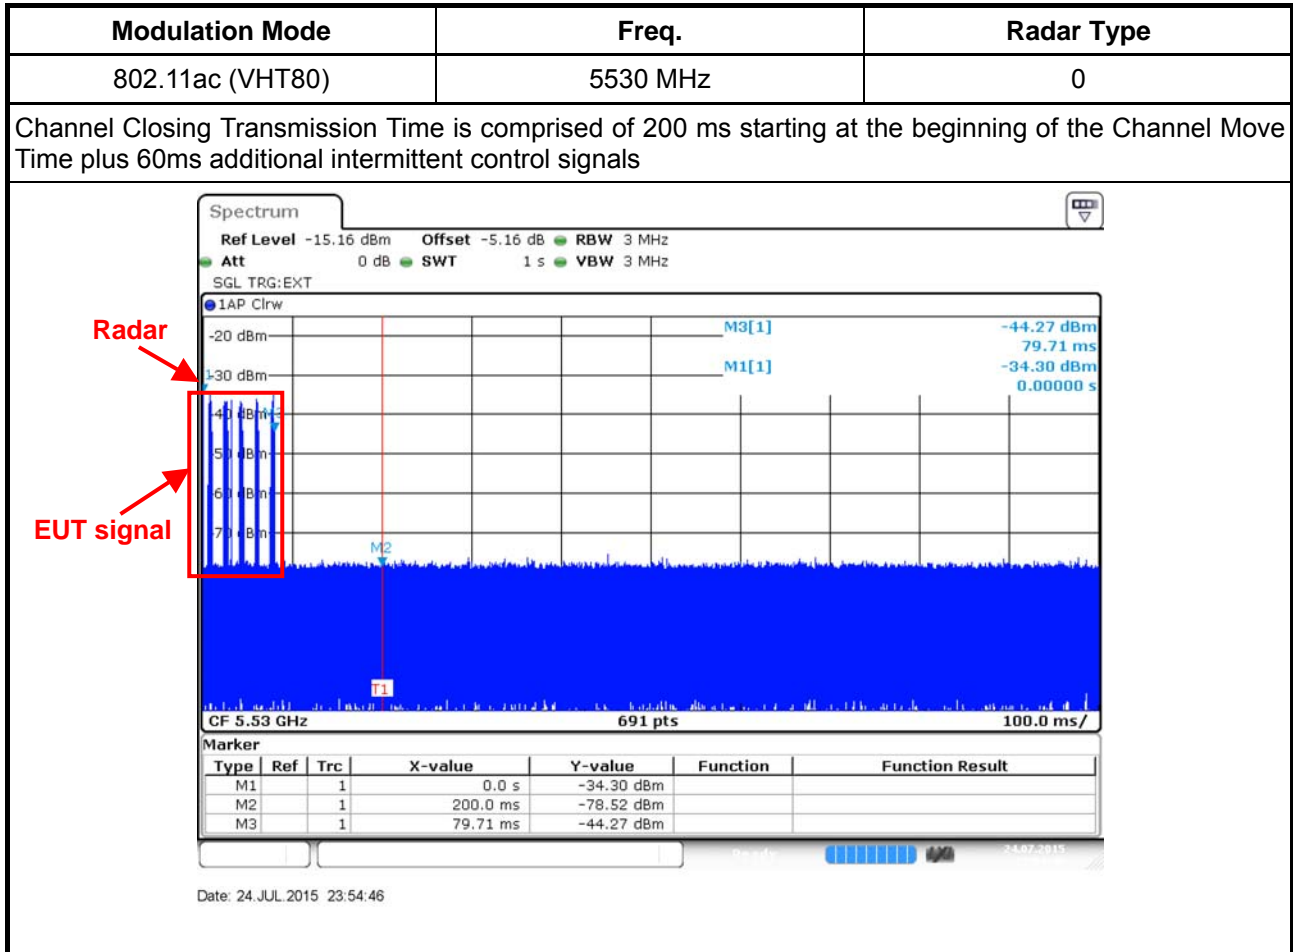 Modulation Mode Freq. Radar Type
802.11ac (VHT80) 5530 MHz 0
Channel Closing Transmission Time is comprised of 200 ms starting at the beginning of the Channel Move
Time plus 60ms additional intermittent control signals
Spectrum
Ref Level -15.16 dBm Offset -5.16 dB RBW 3 MHz
Att 0 dB SWT 1 s VBW 3 MHz
SGL TRG:EXT
1AP Clrw
Radar
-20 dBm M3[1] -44.27 dBm
79.71 ms
-30 dBm M1[1] -34.30 dBm
0.00000 s
EUT signal
M2
T1
CF 5.53 GHz 691 pts 100.0 ms/
Marker
Type Ref Trc X-value Y-value Function Function Result
M1 1 0.0 s -34.30 dBm
M2 1 200.0 ms -78.52 dBm
M3 1 79.71 ms -44.27 dBm
24.07.2015
Date: 24.JUL.2015 23:54:46